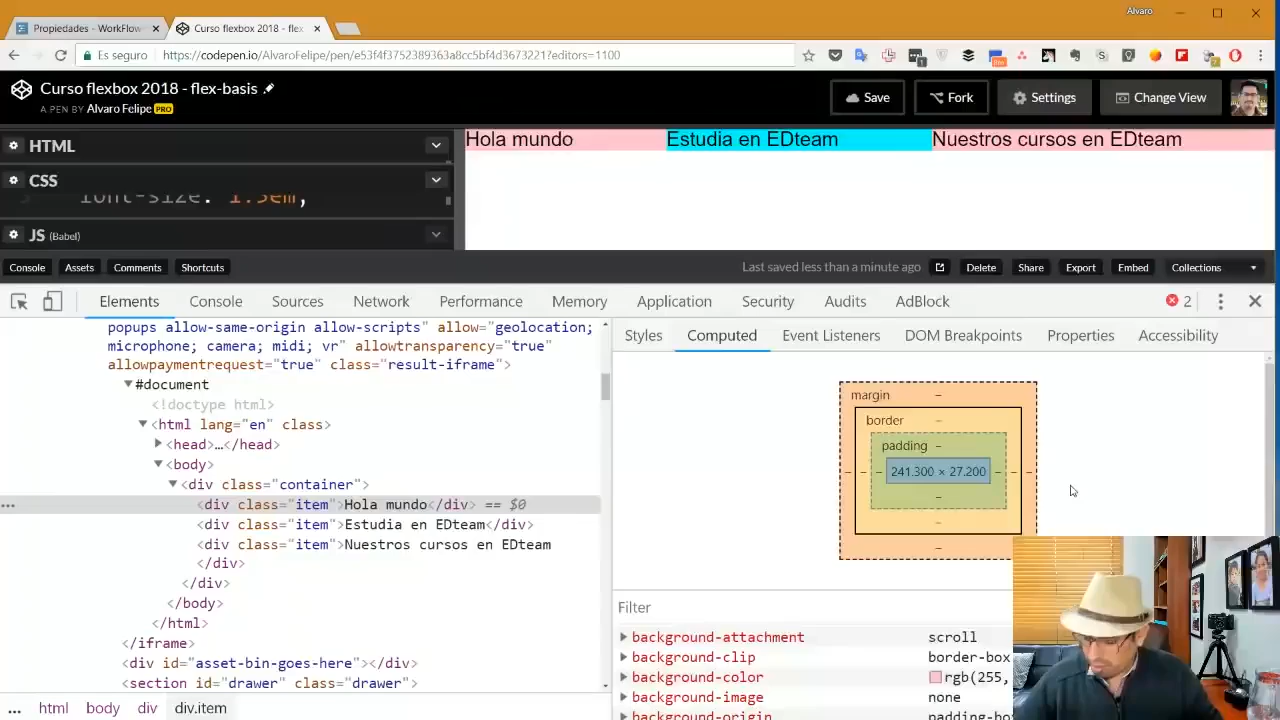 Alvaro
Propiedades - WorkFlow
Curso flexbox 2018 - flex
Es seguro
https://codepen.io/AlvaroFelipe/pen/e53f4f3752389363a8cc5bf4d3673221?editors=1100
Curso flexbox 2018 - flex-basis
A PEN BY Alvaro Felipe PRO
Save
Fork
Settings
Change View
HTML
CSS
font-size: 1.5em;
JS (Babel)
Hola mundo
Estudia en EDteam
Nuestros cursos en EDteam
Console
Assets
Comments
Shortcuts
Last saved less than a minute ago
Delete
Share
Export
Embed
Collections
Elements
Console
Sources
Network
Performance
Memory
Application
Security
Audits
AdBlock
2
popups allow-same-origin allow-scripts" allow="geolocation;
microphone; camera; midi; vr" allowtransparency="true"
allowpaymentrequest="true" class="result-iframe">
#document
<!doctype html>
<html lang="en" class>
<head>…</head>
<body>
<div class="container">
<div class="item">Hola mundo</div> == $0
<div class="item">Estudia en EDteam</div>
<div class="item">Nuestros cursos en EDteam
</div>
</div>
</body>
</html>
</iframe>
<div id="asset-bin-goes-here"></div>
<section id="drawer" class="drawer">
... html body div div.item
Styles
Computed
Event Listeners
DOM Breakpoints
Properties
Accessibility
margin –
border –
padding –
– – – 241.300 × 27.200 – – –
–
–
–
Filter
background-attachment scroll
background-clip border-box
background-color rgb(255,
background-image none
background-origin padding-bo